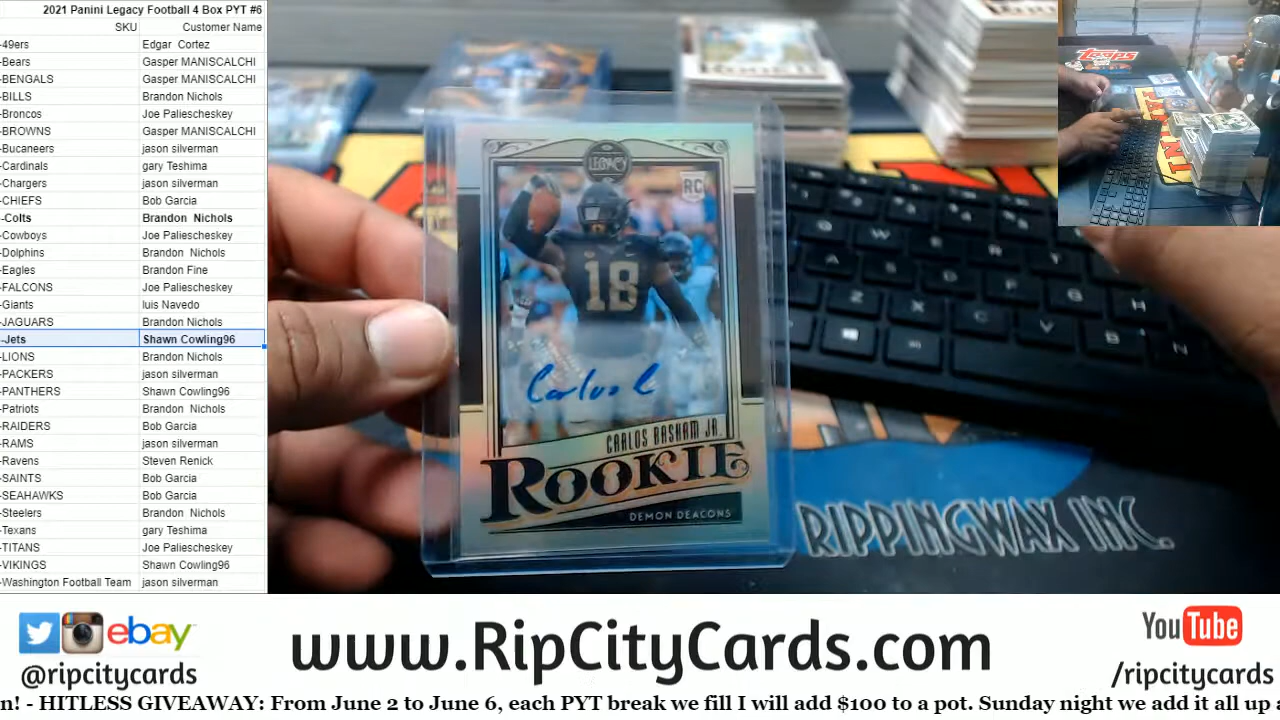 2021 Panini Legacy Football 4 Box PYT #6
SKU Customer Name
-49ers Edgar Cortez
-Bears Gasper MANISCALCHI
-BENGALS Gasper MANISCALCHI
-BILLS Brandon Nichols
-Broncos Joe Paliescheskey
-BROWNS Gasper MANISCALCHI
-Bucaneers jason silverman
-Cardinals gary Teshima
-Chargers jason silverman
-CHIEFS Bob Garcia
-Colts Brandon Nichols
-Cowboys Joe Paliescheskey
-Dolphins Brandon Nichols
-Eagles Brandon Fine
-FALCONS Joe Paliescheskey
-Giants luis Navedo
-JAGUARS Brandon Nichols
-Jets Shawn Cowling96
-LIONS Brandon Nichols
-PACKERS jason silverman
-PANTHERS Shawn Cowling96
-Patriots Brandon Nichols
-RAIDERS Bob Garcia
-RAMS jason silverman
-Ravens Steven Renick
-SAINTS Bob Garcia
-SEAHAWKS Bob Garcia
-Steelers Brandon Nichols
-Texans gary Teshima
-TITANS Joe Paliescheskey
-VIKINGS Shawn Cowling96
-Washington Football Team jason silverman
ROOKIE
Topps
PANINI
LEGACY
RC
18
Carlos
CARLOS BASHAM JR.
ROOKIE
DEMON DEACONS
Q W E R T
A S D F G H
Z X C V B N
RIPPINGWAX INC.
ebay
@ripcitycards
www.RipCityCards.com
YouTube
/ripcitycards
n! - HITLESS GIVEAWAY: From June 2 to June 6, each PYT break we fill I will add $100 to a pot. Sunday night we add it all up a